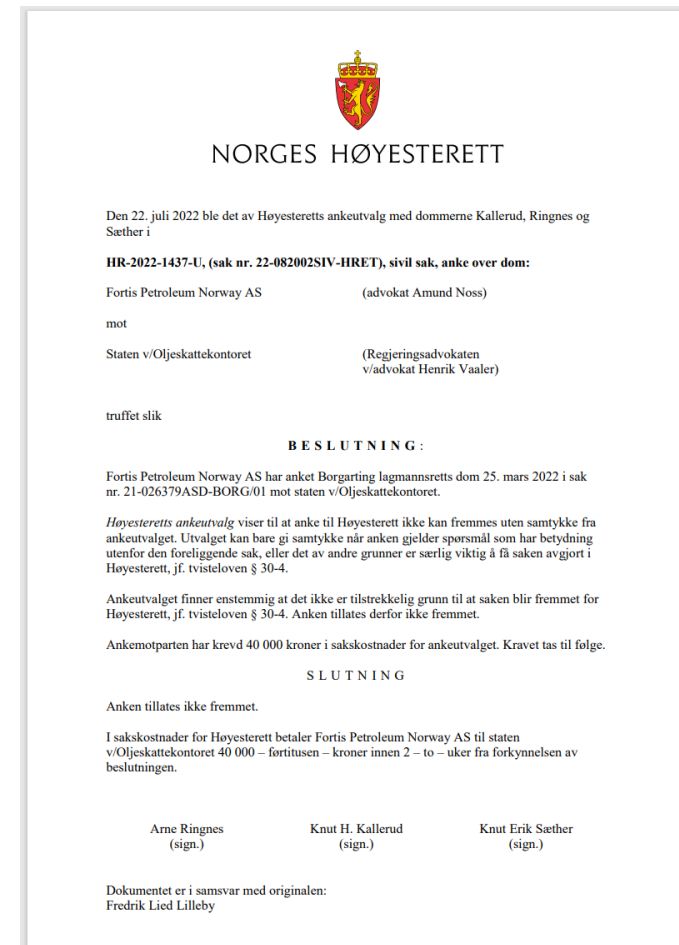 NORGES HØYESTERETT
Den 22. juli 2022 ble det av Høyesteretts ankeutvalg med dommerne Kallerud, Ringnes og
Sæther i
HR-2022-1437-U, (sak nr. 22-082002SIV-HRET), sivil sak, anke over dom:
Fortis Petroleum Norway AS (advokat Amund Noss)
mot
Staten v/Oljeskattekontoret (Regjeringsadvokaten
v/advokat Henrik Vaaler)
truffet slik
B E S L U T N I N G :
Fortis Petroleum Norway AS har anket Borgarting lagmannsretts dom 25. mars 2022 i sak
nr. 21-026379ASD-BORG/01 mot staten v/Oljeskattekontoret.
Høyesteretts ankeutvalg viser til at anke til Høyesterett ikke kan fremmes uten samtykke fra
ankeutvalget. Utvalget kan bare gi samtykke når anken gjelder spørsmål som har betydning
utenfor den foreliggende sak, eller det av andre grunner er særlig viktig å få saken avgjort i
Høyesterett, jf. tvisteloven § 30-4.
Ankeutvalget finner enstemmig at det ikke er tilstrekkelig grunn til at saken blir fremmet for
Høyesterett, jf. tvisteloven § 30-4. Anken tillates derfor ikke fremmet.
Ankemotparten har krevd 40 000 kroner i sakskostnader for ankeutvalget. Kravet tas til følge.
S L U T N I N G
Anken tillates ikke fremmet.
I sakskostnader for Høyesterett betaler Fortis Petroleum Norway AS til staten
v/Oljeskattekontoret 40 000 – førtitusen – kroner innen 2 – to – uker fra forkynnelsen av
beslutningen.
Arne Ringnes Knut H. Kallerud Knut Erik Sæther
(sign.) (sign.) (sign.)
Dokumentet er i samsvar med originalen:
Fredrik Lied Lilleby